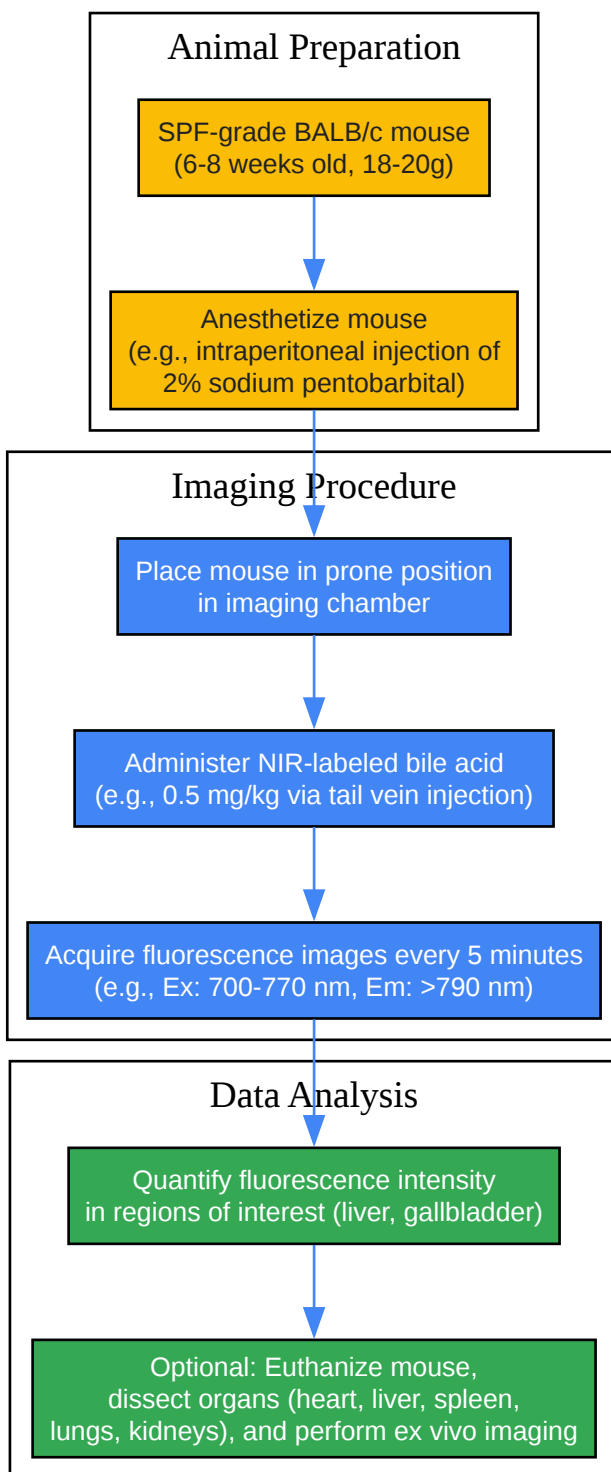 Animal Preparation
SPF-grade BALB/c mouse
(6-8 weeks old, 18-20g)
Anesthetize mouse
(e.g., intraperitoneal injection of
2% sodium pentobarbital)
Imaging Procedure
Place mouse in prone position
in imaging chamber
Administer NIR-labeled bile acid
(e.g., 0.5 mg/kg via tail vein injection)
Acquire fluorescence images every 5 minutes
(e.g., Ex: 700-770 nm, Em: >790 nm)
Data Analysis
Quantify fluorescence intensity
in regions of interest (liver, gallbladder)
Optional: Euthanize mouse,
dissect organs (heart, liver, spleen,
lungs, kidneys), and perform ex vivo imaging